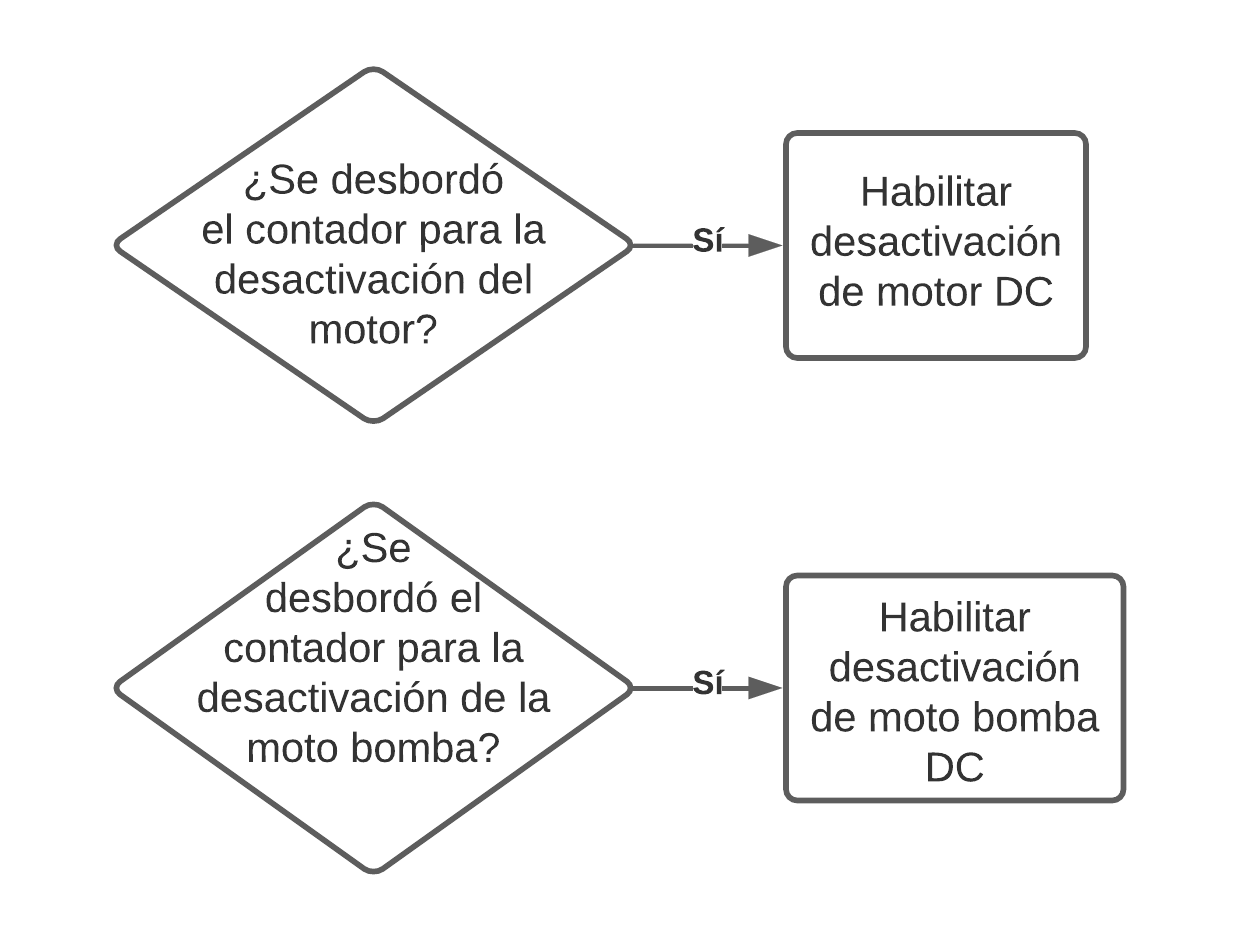 ¿Se desbordó
el contador para la
desactivación del
motor?
Sí
Habilitar
desactivación
de motor DC
¿Se
desbordó el
contador para la
desactivación de la
moto bomba?
Sí
Habilitar
desactivación
de moto bomba
DC